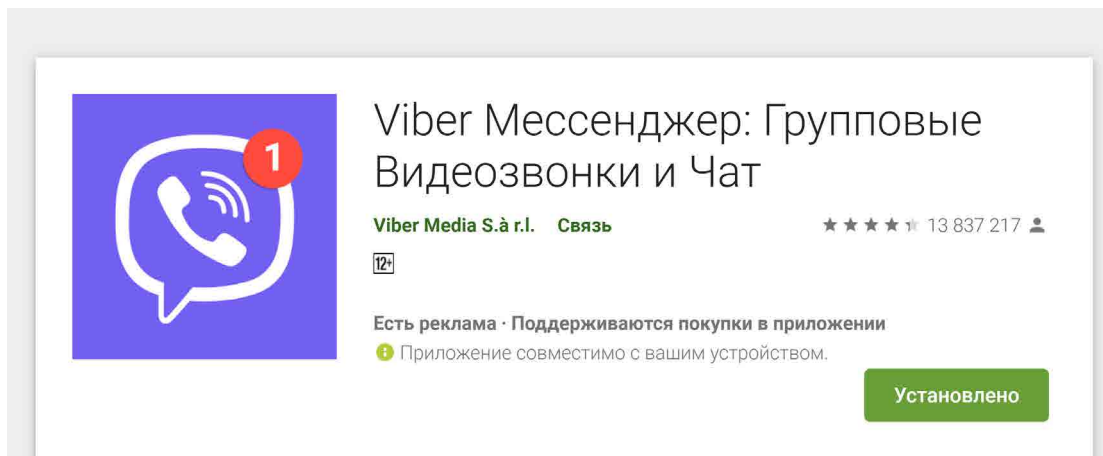 1
Viber Мессенджер: Групповые
Видеозвонки и Чат
Viber Media S.à r.l. Связь 13 837 217
12+
Есть реклама · Поддерживаются покупки в приложении
Приложение совместимо с вашим устройством.
Установлено